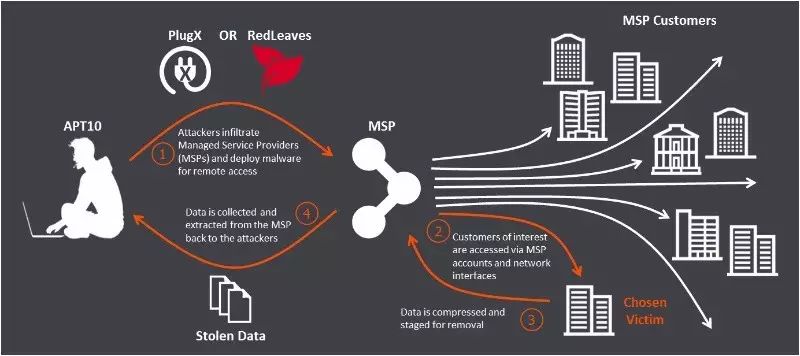 PlugX OR RedLeaves
MSP Customers
APT10
MSP
1
Attackers infiltrate
Managed Service Providers
(MSPs) and deploy malware
for remote access
Data is collected and
extracted from the MSP
back to the attackers
4
2
Customers of interest
are accessed via MSP
accounts and network
interfaces
Data is compressed and
staged for removal
3
Chosen
Victim
Stolen Data
X